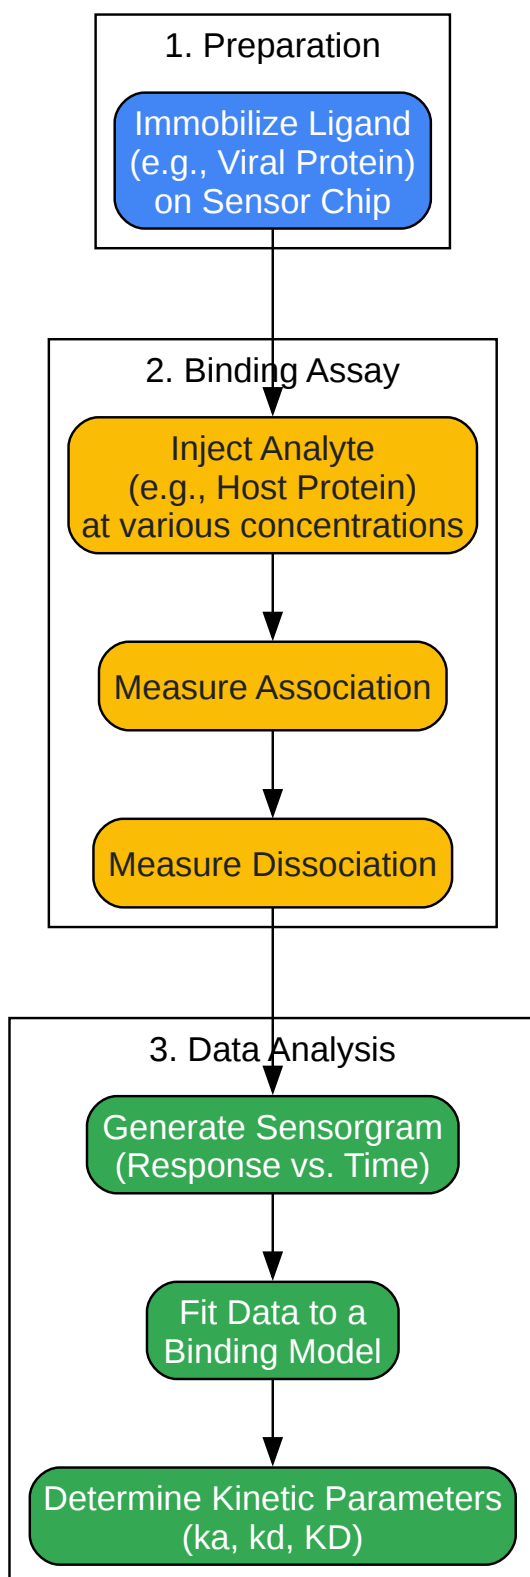 1. Preparation
Immobilize Ligand
(e.g., Viral Protein)
on Sensor Chip
2. Binding Assay
Inject Analyte
(e.g., Host Protein)
at various concentrations
Measure Association
Measure Dissociation
3. Data Analysis
Generate Sensorgram
(Response vs. Time)
Fit Data to a
Binding Model
Determine Kinetic Parameters
(ka, kd, KD)